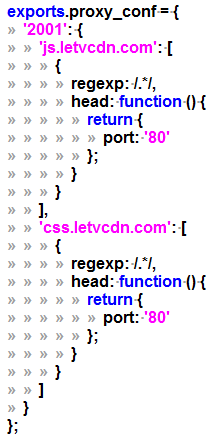 exports.proxy_conf = {
» '2001': {
» » 'js.letvcdn.com': [
» » » {
» » » » regexp: /.*/,
» » » » head: function () {
» » » » » return {
» » » » » » port: '80'
» » » » » };
» » » » }
» » » }
» » ],
» » 'css.letvcdn.com': [
» » » {
» » » » regexp: /.*/,
» » » » head: function () {
» » » » » return {
» » » » » » port: '80'
» » » » » };
» » » » }
» » » }
» » ]
» }
};